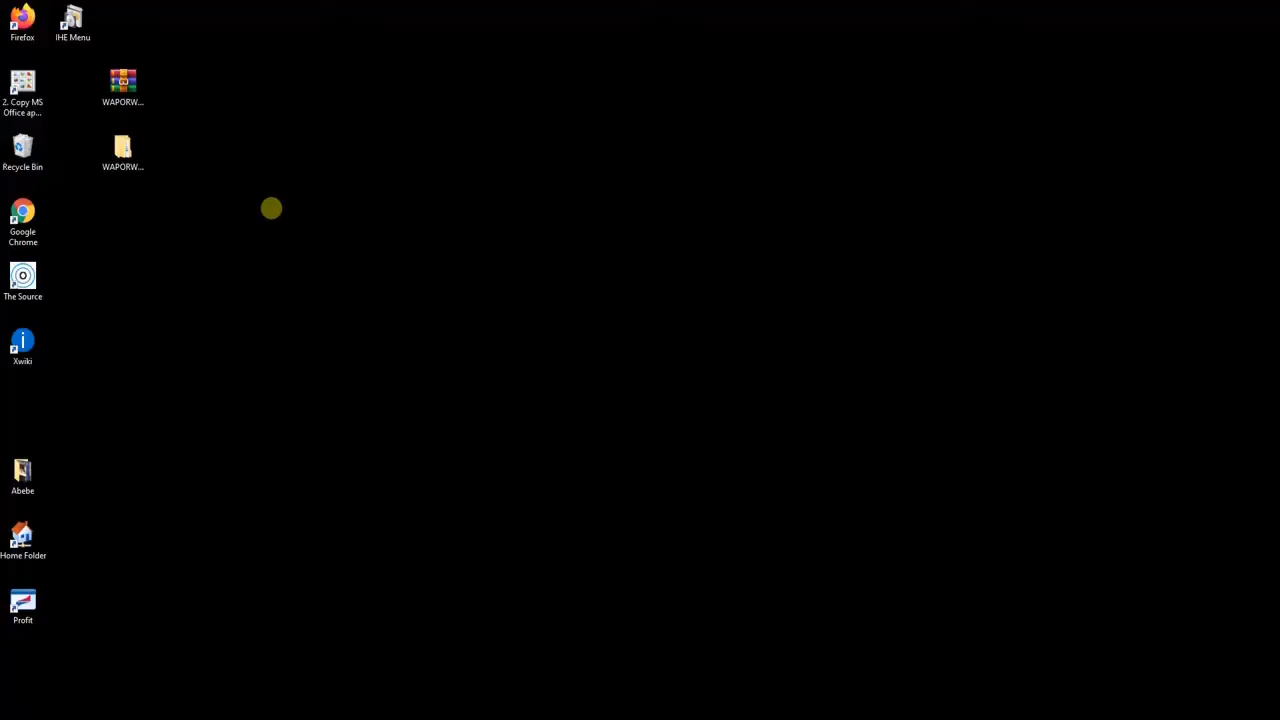 Firefox
IHE Menu
2. Copy MS
Office ap...
WAPORW...
Recycle Bin
WAPORW...
Google
Chrome
The Source
Xwiki
Abebe
Home Folder
Profit